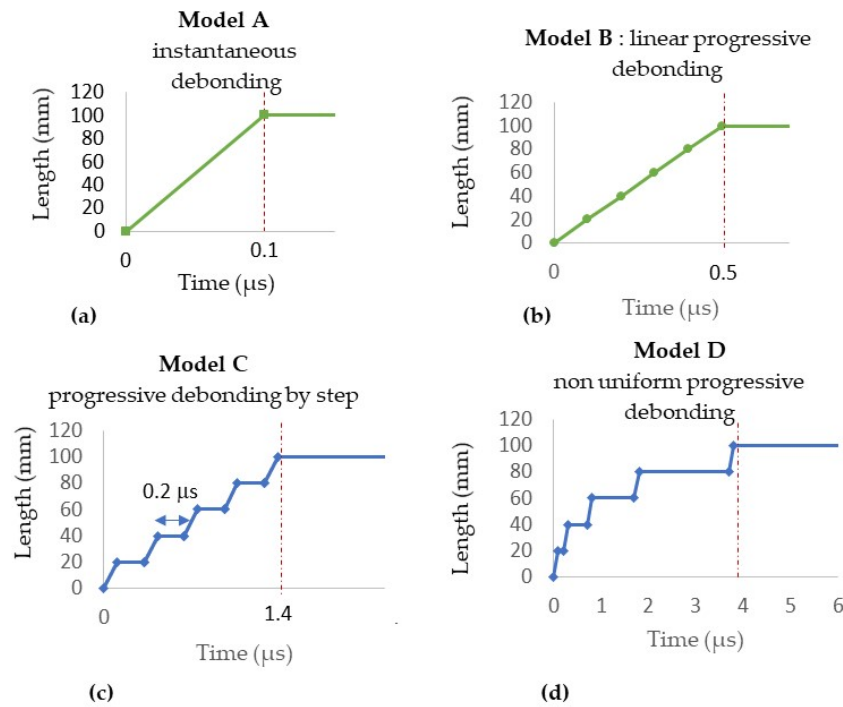 Model A
instantaneous
debonding
120
100
80
60
40
20
0
Length (mm)
0
0.1
Time (µs)
(a)
Model B : linear progressive
debonding
120
100
80
60
40
20
0
Length (mm)
0
0.5
Time (µs)
(b)
Model C
progressive debonding by step
120
100
80
60
40
20
0
Length (mm)
0.2 µs
0
1.4
Time (µs)
(c)
Model D
non uniform progressive
debonding
120
100
80
60
40
20
0
Length (mm)
0 1 2 3 4 5 6
Time (µs)
(d)